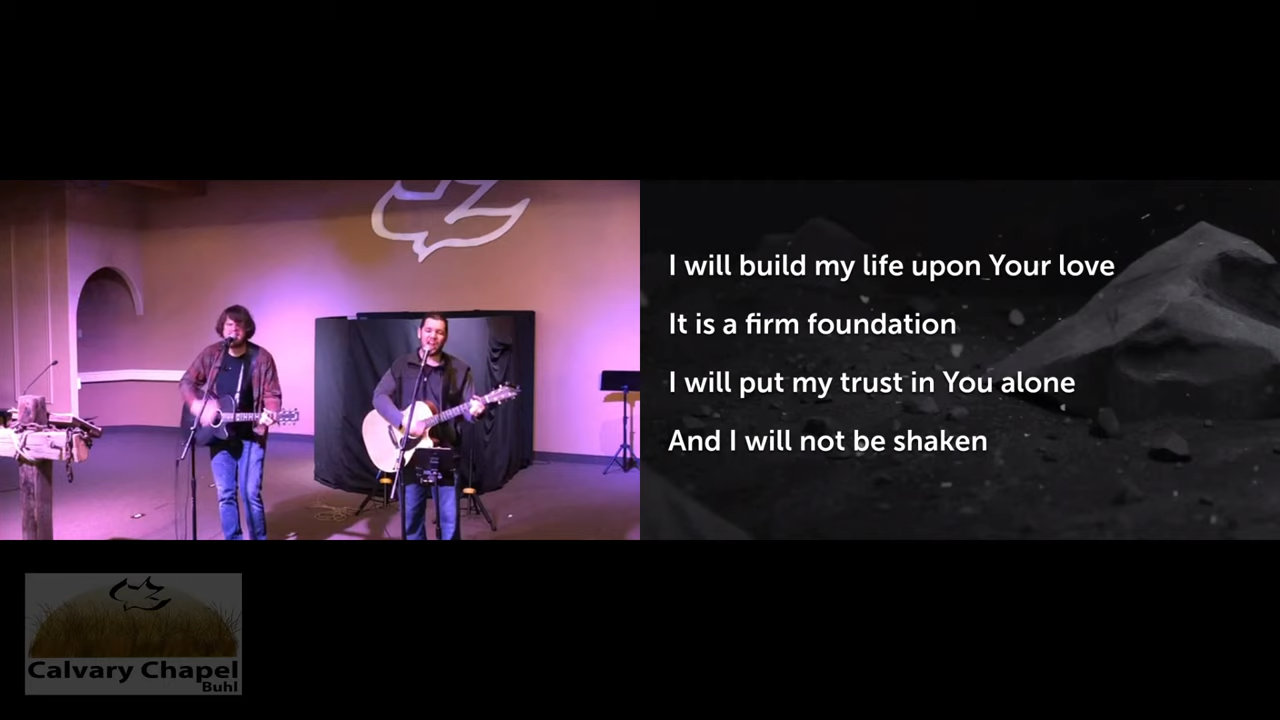 I will build my life upon Your love
It is a firm foundation
I will put my trust in You alone
And I will not be shaken
Calvary Chapel
Buhl